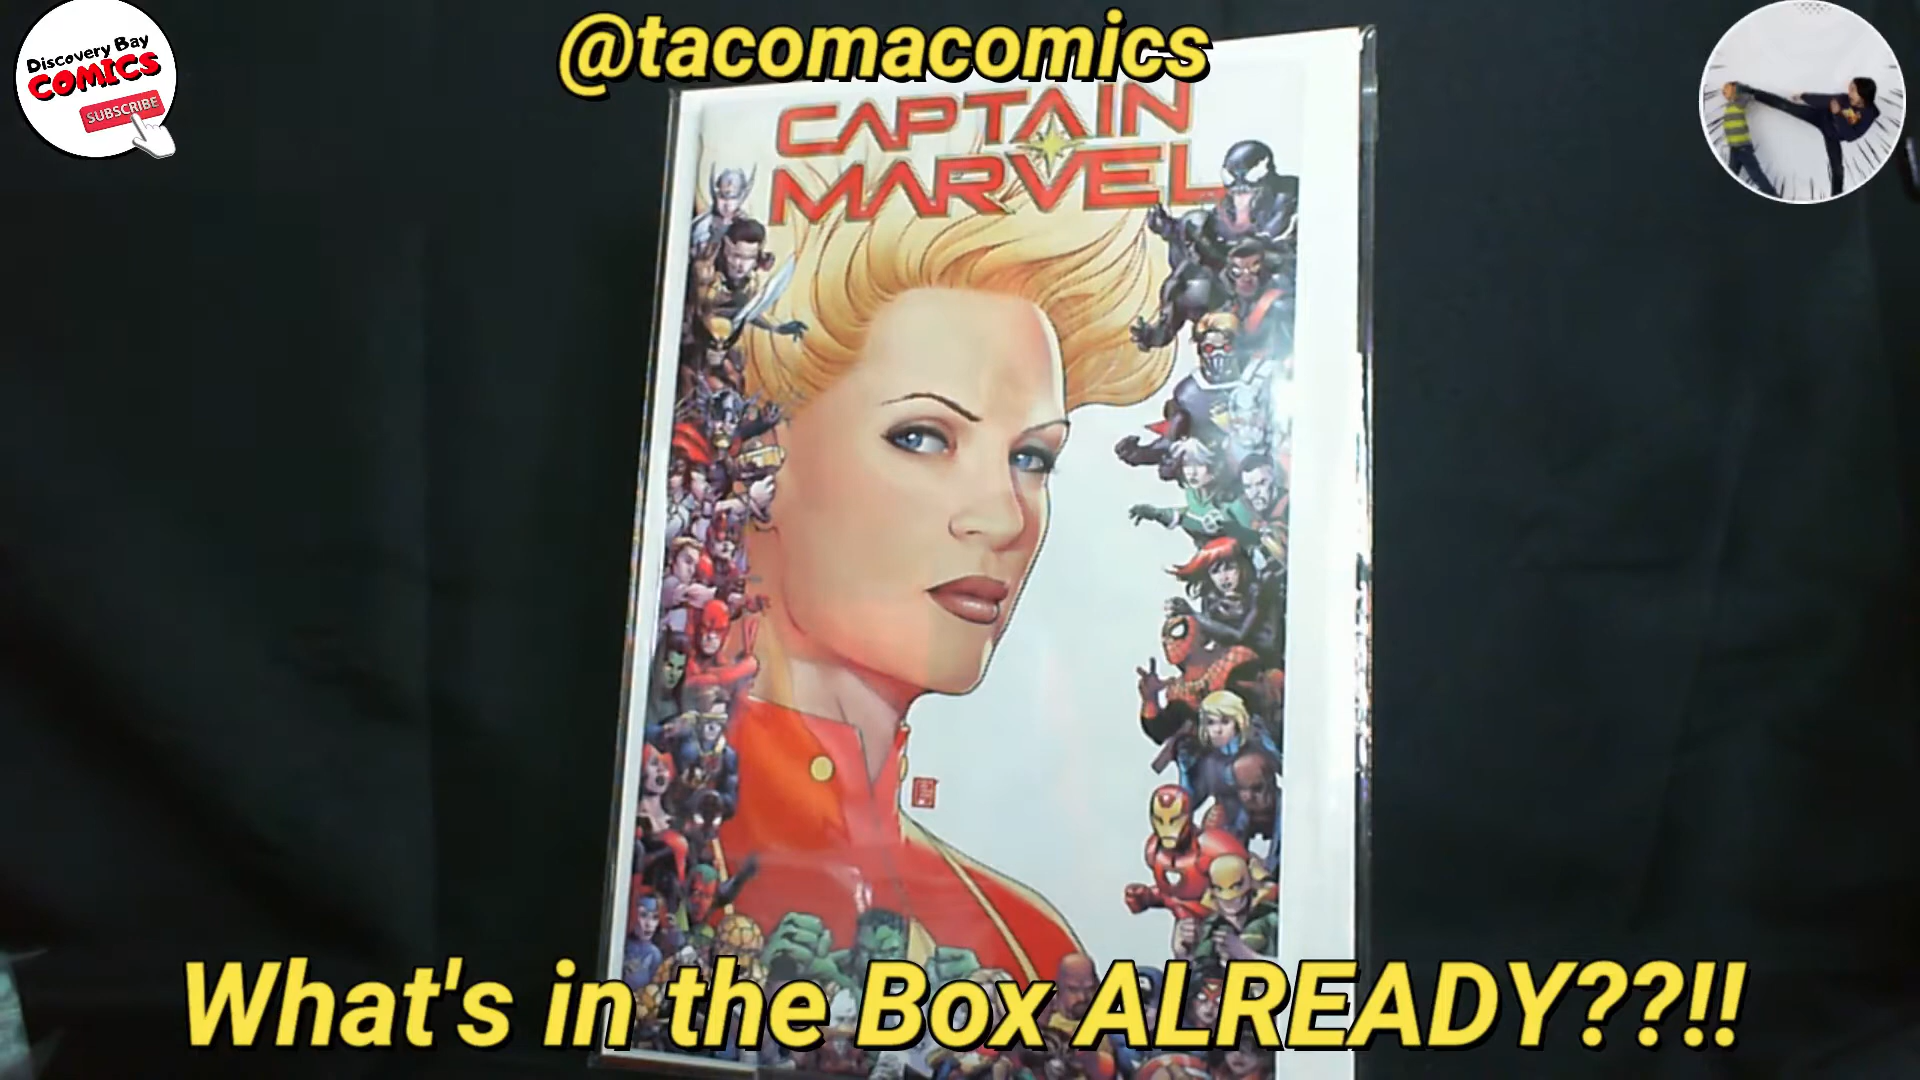 Discovery Bay
COMICS
SUBSCRIBE
@tacomacomics
CAPTAIN
MARVEL
What's in the Box ALREADY??!!